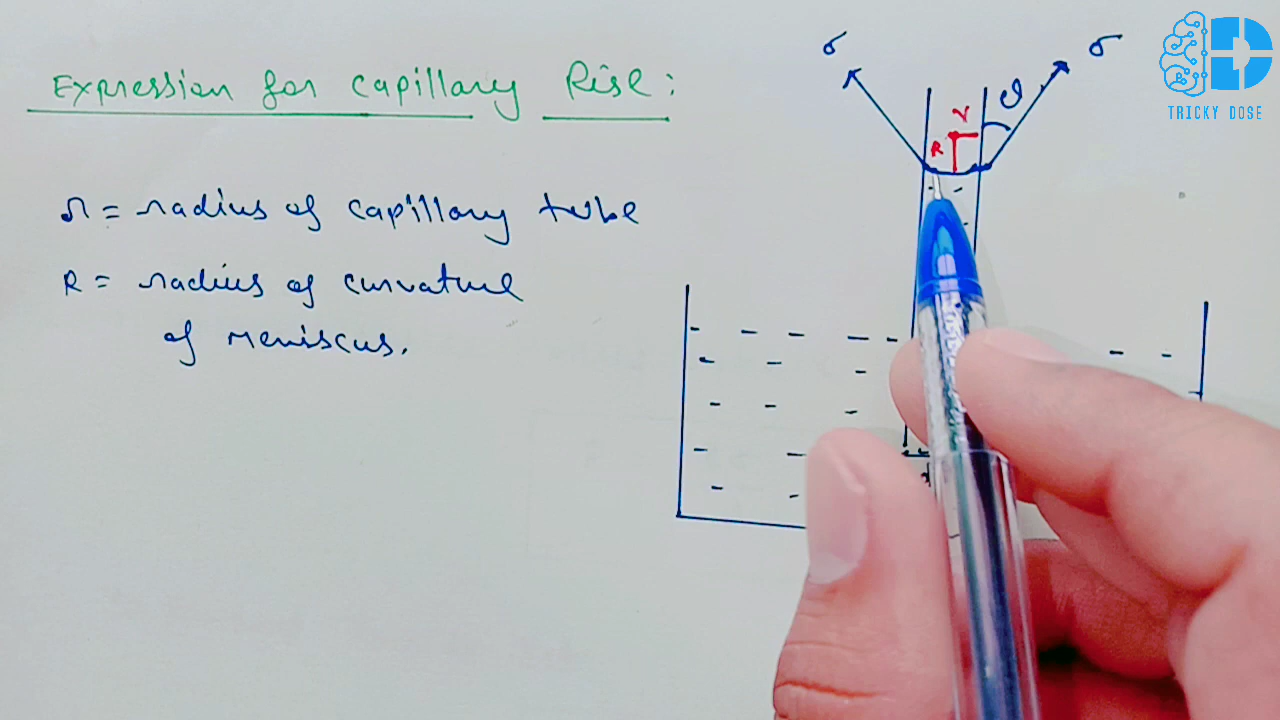 Expression for Capillary Rise:
r = radius of capillary tube
R = radius of curvature
of meniscus.
σ
σ
θ
r
R
d
TRICKY DOSE